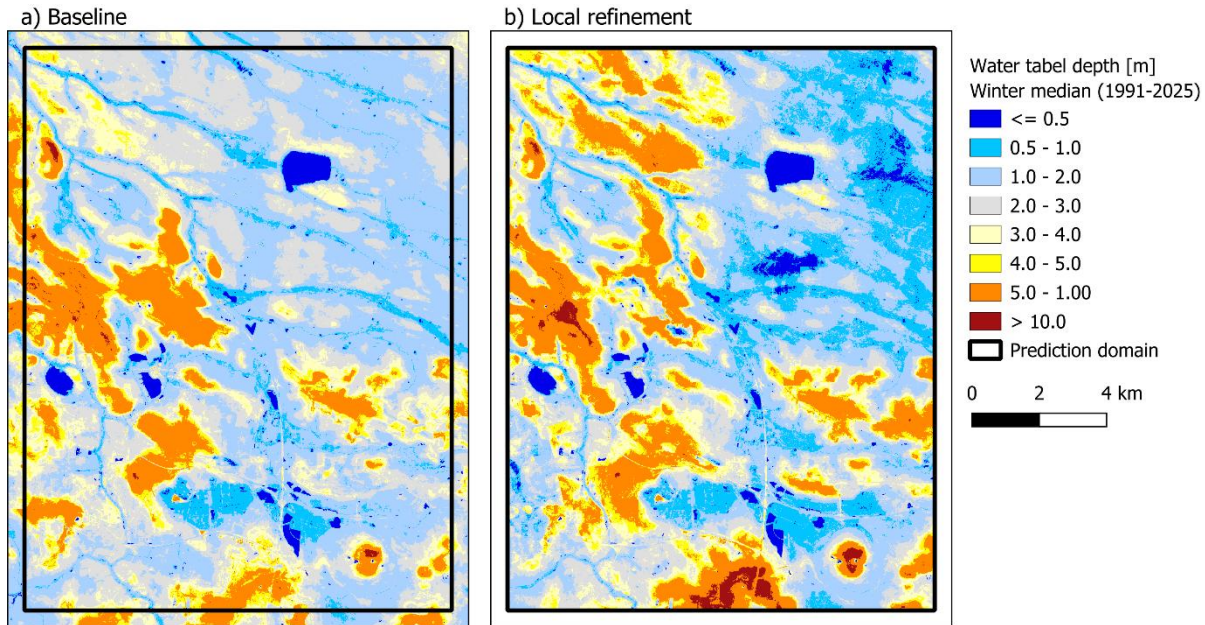 a) Baseline
b) Local refinement
Water tabel depth [m]
Winter median (1991-2025)
<= 0.5
0.5 - 1.0
1.0 - 2.0
2.0 - 3.0
3.0 - 4.0
4.0 - 5.0
5.0 - 1.00
> 10.0
Prediction domain
0 2 4 km